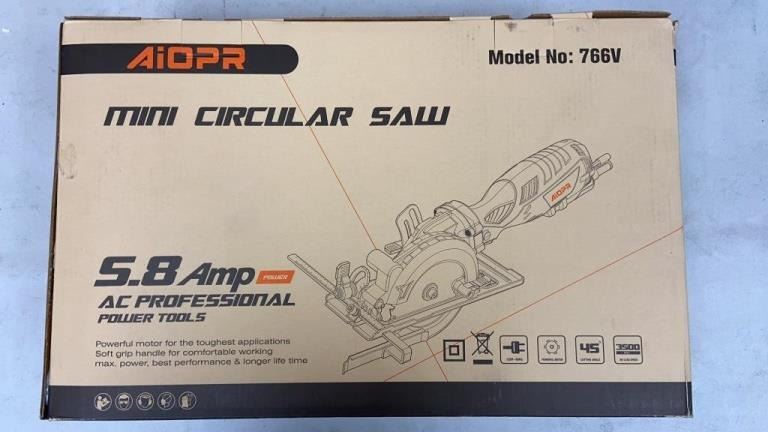 AiOPR
Model No: 766V
MINI CIRCULAR SAW
AiOPR
5.8 Amp POWER
AC PROFESSIONAL
POWER TOOLS
Powerful motor for the toughest applications
Soft grip handle for comfortable working
max. power, best performance & longer life time
45°
3500